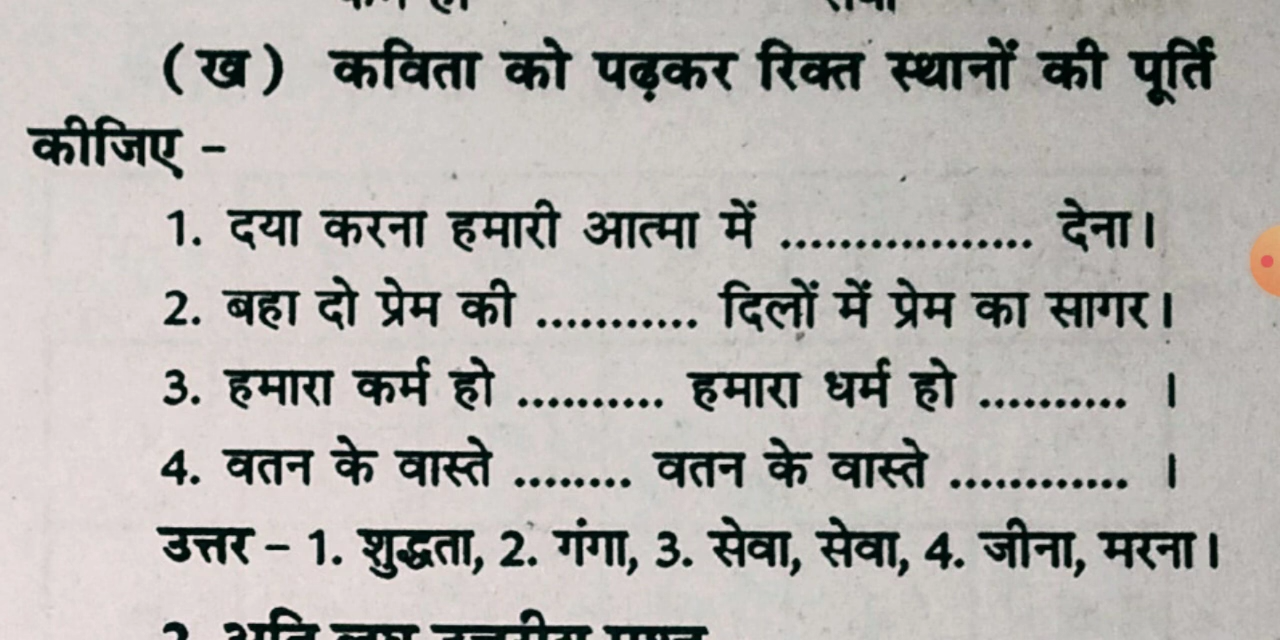 ( ख ) कविता को पढ़कर रिक्त स्थानों की पूर्ति
कीजिए -
1. दया करना हमारी आत्मा में ................. देना।
2. बहा दो प्रेम की ........... दिलों में प्रेम का सागर।
3. हमारा कर्म हो .......... हमारा धर्म हो .......... ।
4. वतन के वास्ते ........ वतन के वास्ते ............ ।
उत्तर - 1. शुद्धता, 2. गंगा, 3. सेवा, सेवा, 4. जीना, मरना।